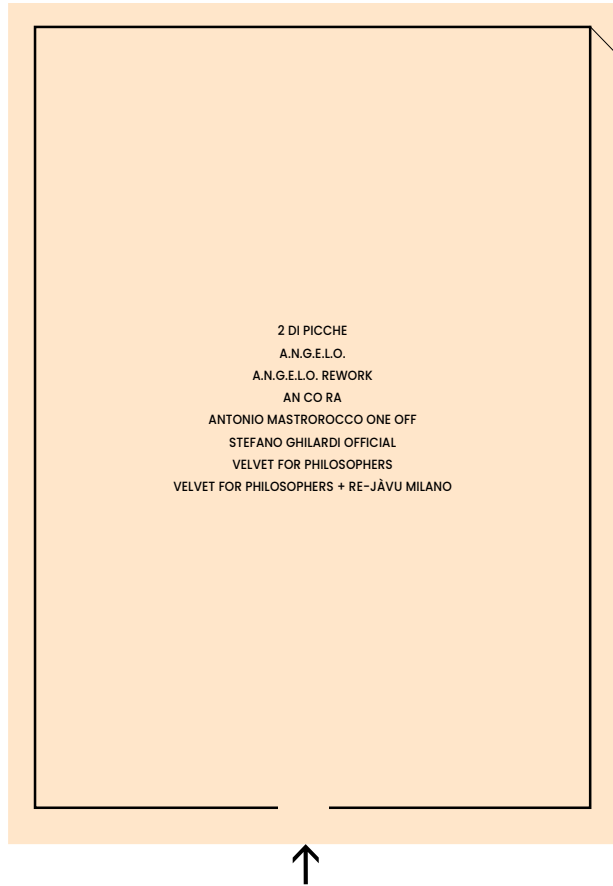 2 DI PICCHE
A.N.G.E.L.O.
A.N.G.E.L.O. REWORK
AN CO RA
ANTONIO MASTROROCCO ONE OFF
STEFANO GHILARDI OFFICIAL
VELVET FOR PHILOSOPHERS
VELVET FOR PHILOSOPHERS + RE-JÀVU MILANO